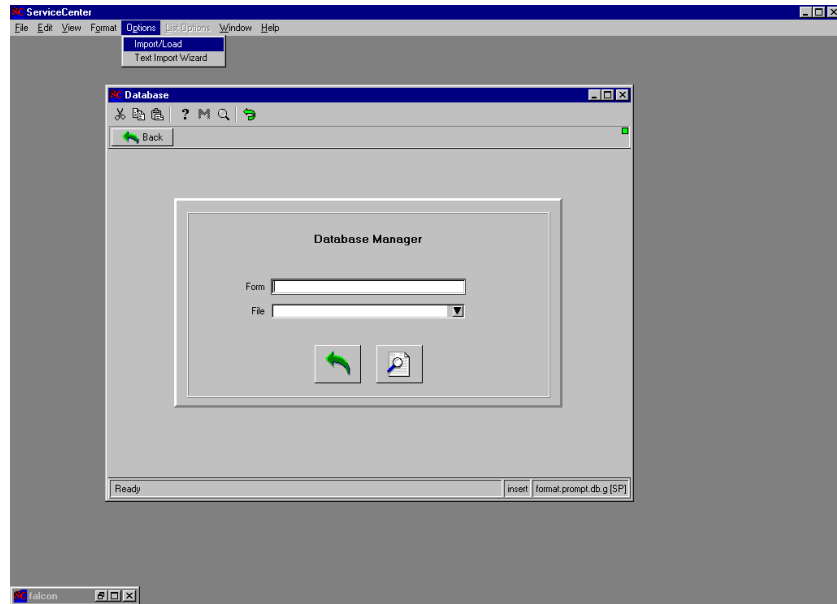 ServiceCenter
File Edit View Format Options List Options Window Help
Import/Load
Text Import Wizard
Database
Back
Database Manager
Form
File
Ready insert format.prompt.db.g [SP]
falcon